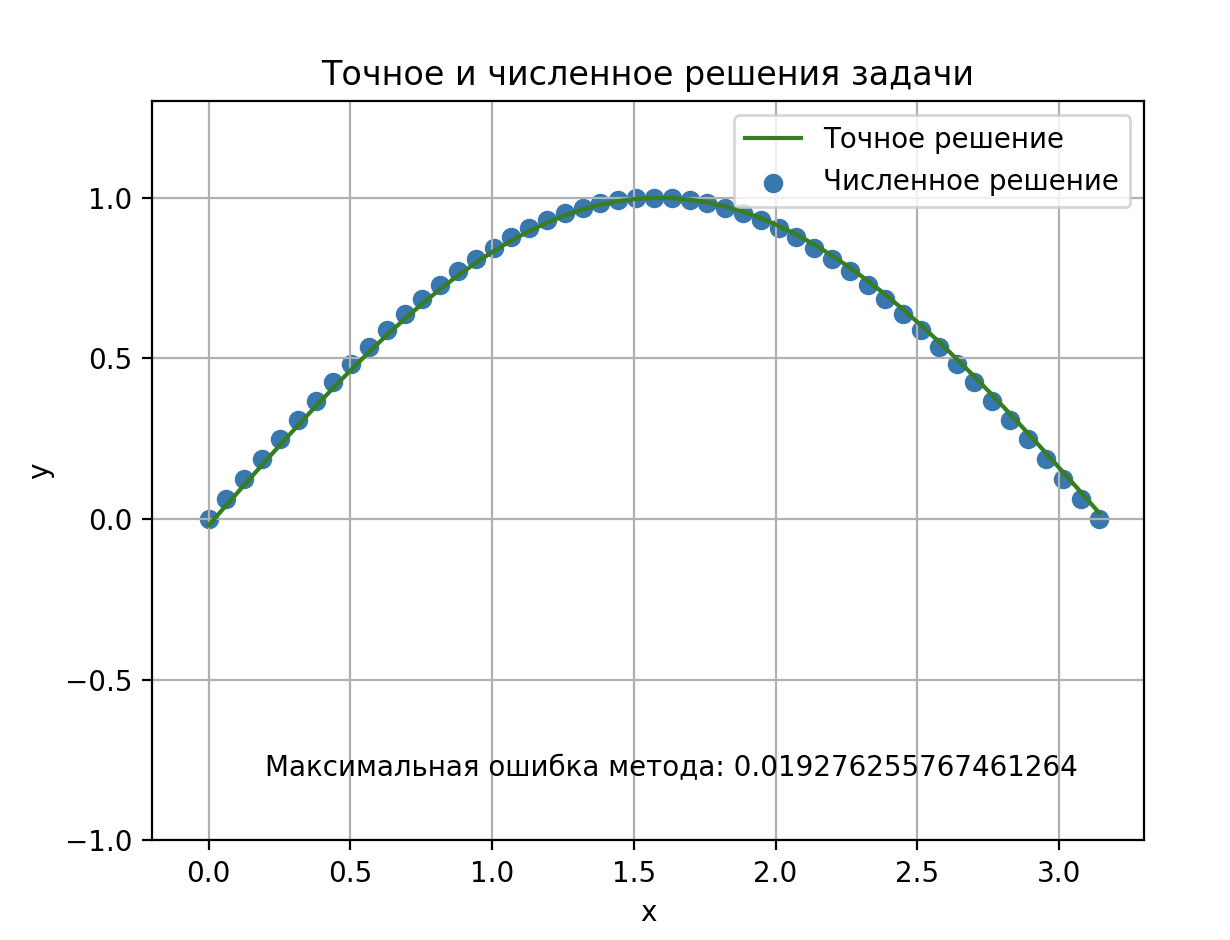 Точное и численное решения задачи
Точное решение
Численное решение
1.0
0.5
0.0
−0.5
−1.0
y
Максимальная ошибка метода: 0.019276255767461264
0.0 0.5 1.0 1.5 2.0 2.5 3.0
x